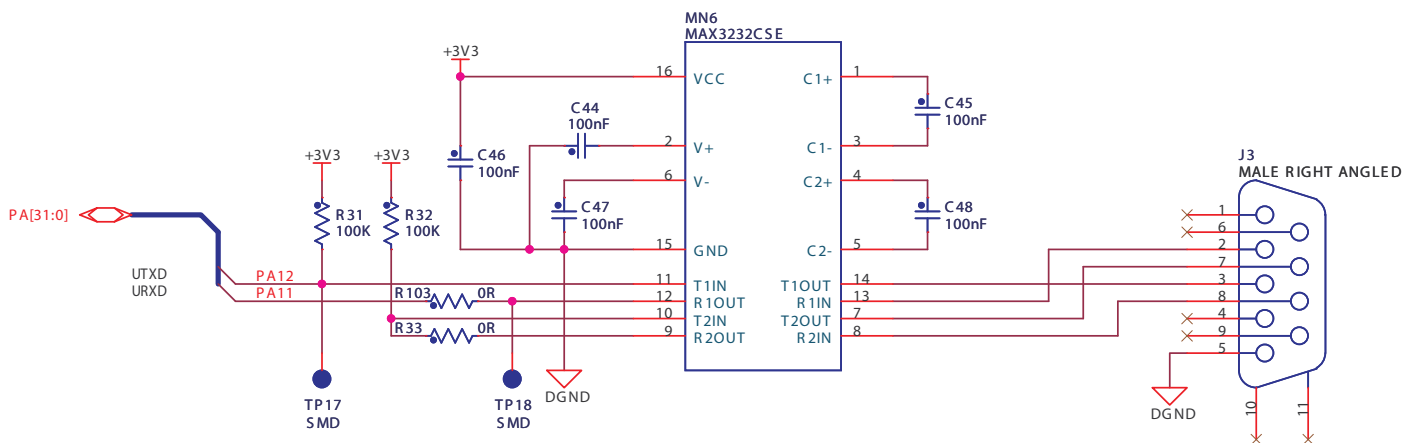 MN6
MAX3232CSE
+3V3
16 VCC C1+ 1
C44
100nF
C45
100nF
2 V+ C1- 3
+3V3 +3V3
C46
100nF
6 V- C2+ 4
J3
MALE RIGHT ANGLED
PA[31:0]
R31
100K
R32
100K
C47
100nF
C48
100nF
15 GND C2- 5
UTXD
URXD
PA12
PA11
11 T1IN T1OUT 14
R103 0R
12 R1OUT R1IN 13
10 T2IN T2OUT 7
R33 0R
9 R2OUT R2IN 8
1
6
2
7
3
8
4
9
5
10
11
TP17
SMD
TP18
SMD
DGND
DGND